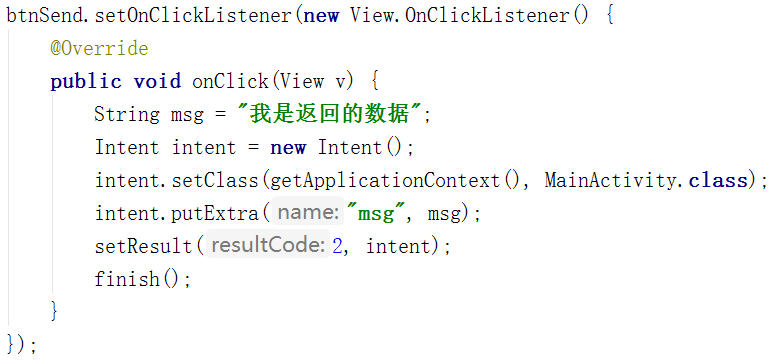 btnSend.setOnClickListener(new View.OnClickListener() {
    @Override
    public void onClick(View v) {
        String msg = "我是返回的数据";
        Intent intent = new Intent();
        intent.setClass(getApplicationContext(), MainActivity.class);
        intent.putExtra( name: "msg", msg);
        setResult( resultCode: 2, intent);
        finish();
    }
});